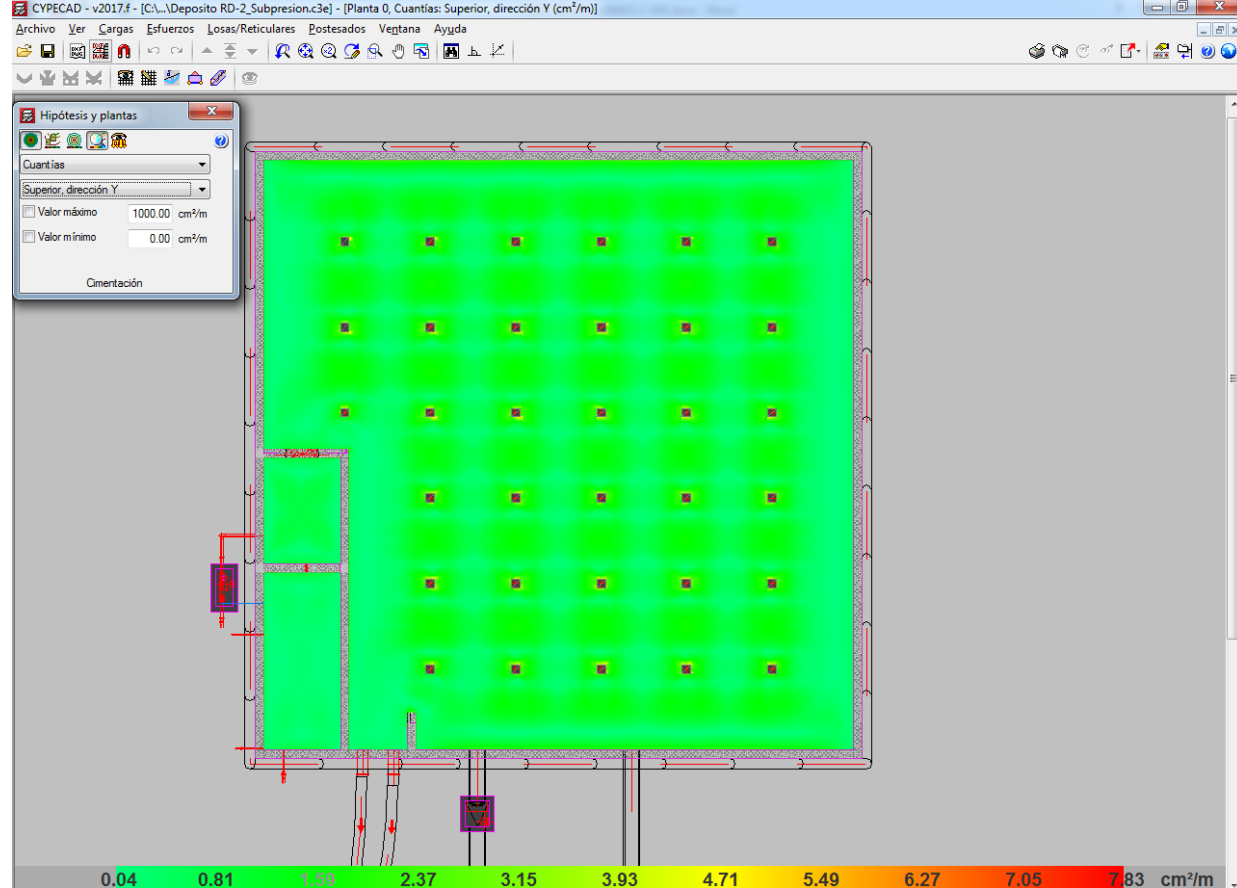 CYPECAD - v2017.f - [C:\...\Deposito RD-2_Subpresion.c3e] - [Planta 0, Cuantías: Superior, dirección Y (cm²/m)]
Archivo Ver Cargas Esfuerzos Losas/Reticulares Postesados Ventana Ayuda
Hipótesis y plantas
Cuantías
Superior, dirección Y
Valor máximo 1000.00 cm²/m
Valor mínimo 0.00 cm²/m
Cimentación
0.04 0.81 1.59 2.37 3.15 3.93 4.71 5.49 6.27 7.05 7.83 cm²/m